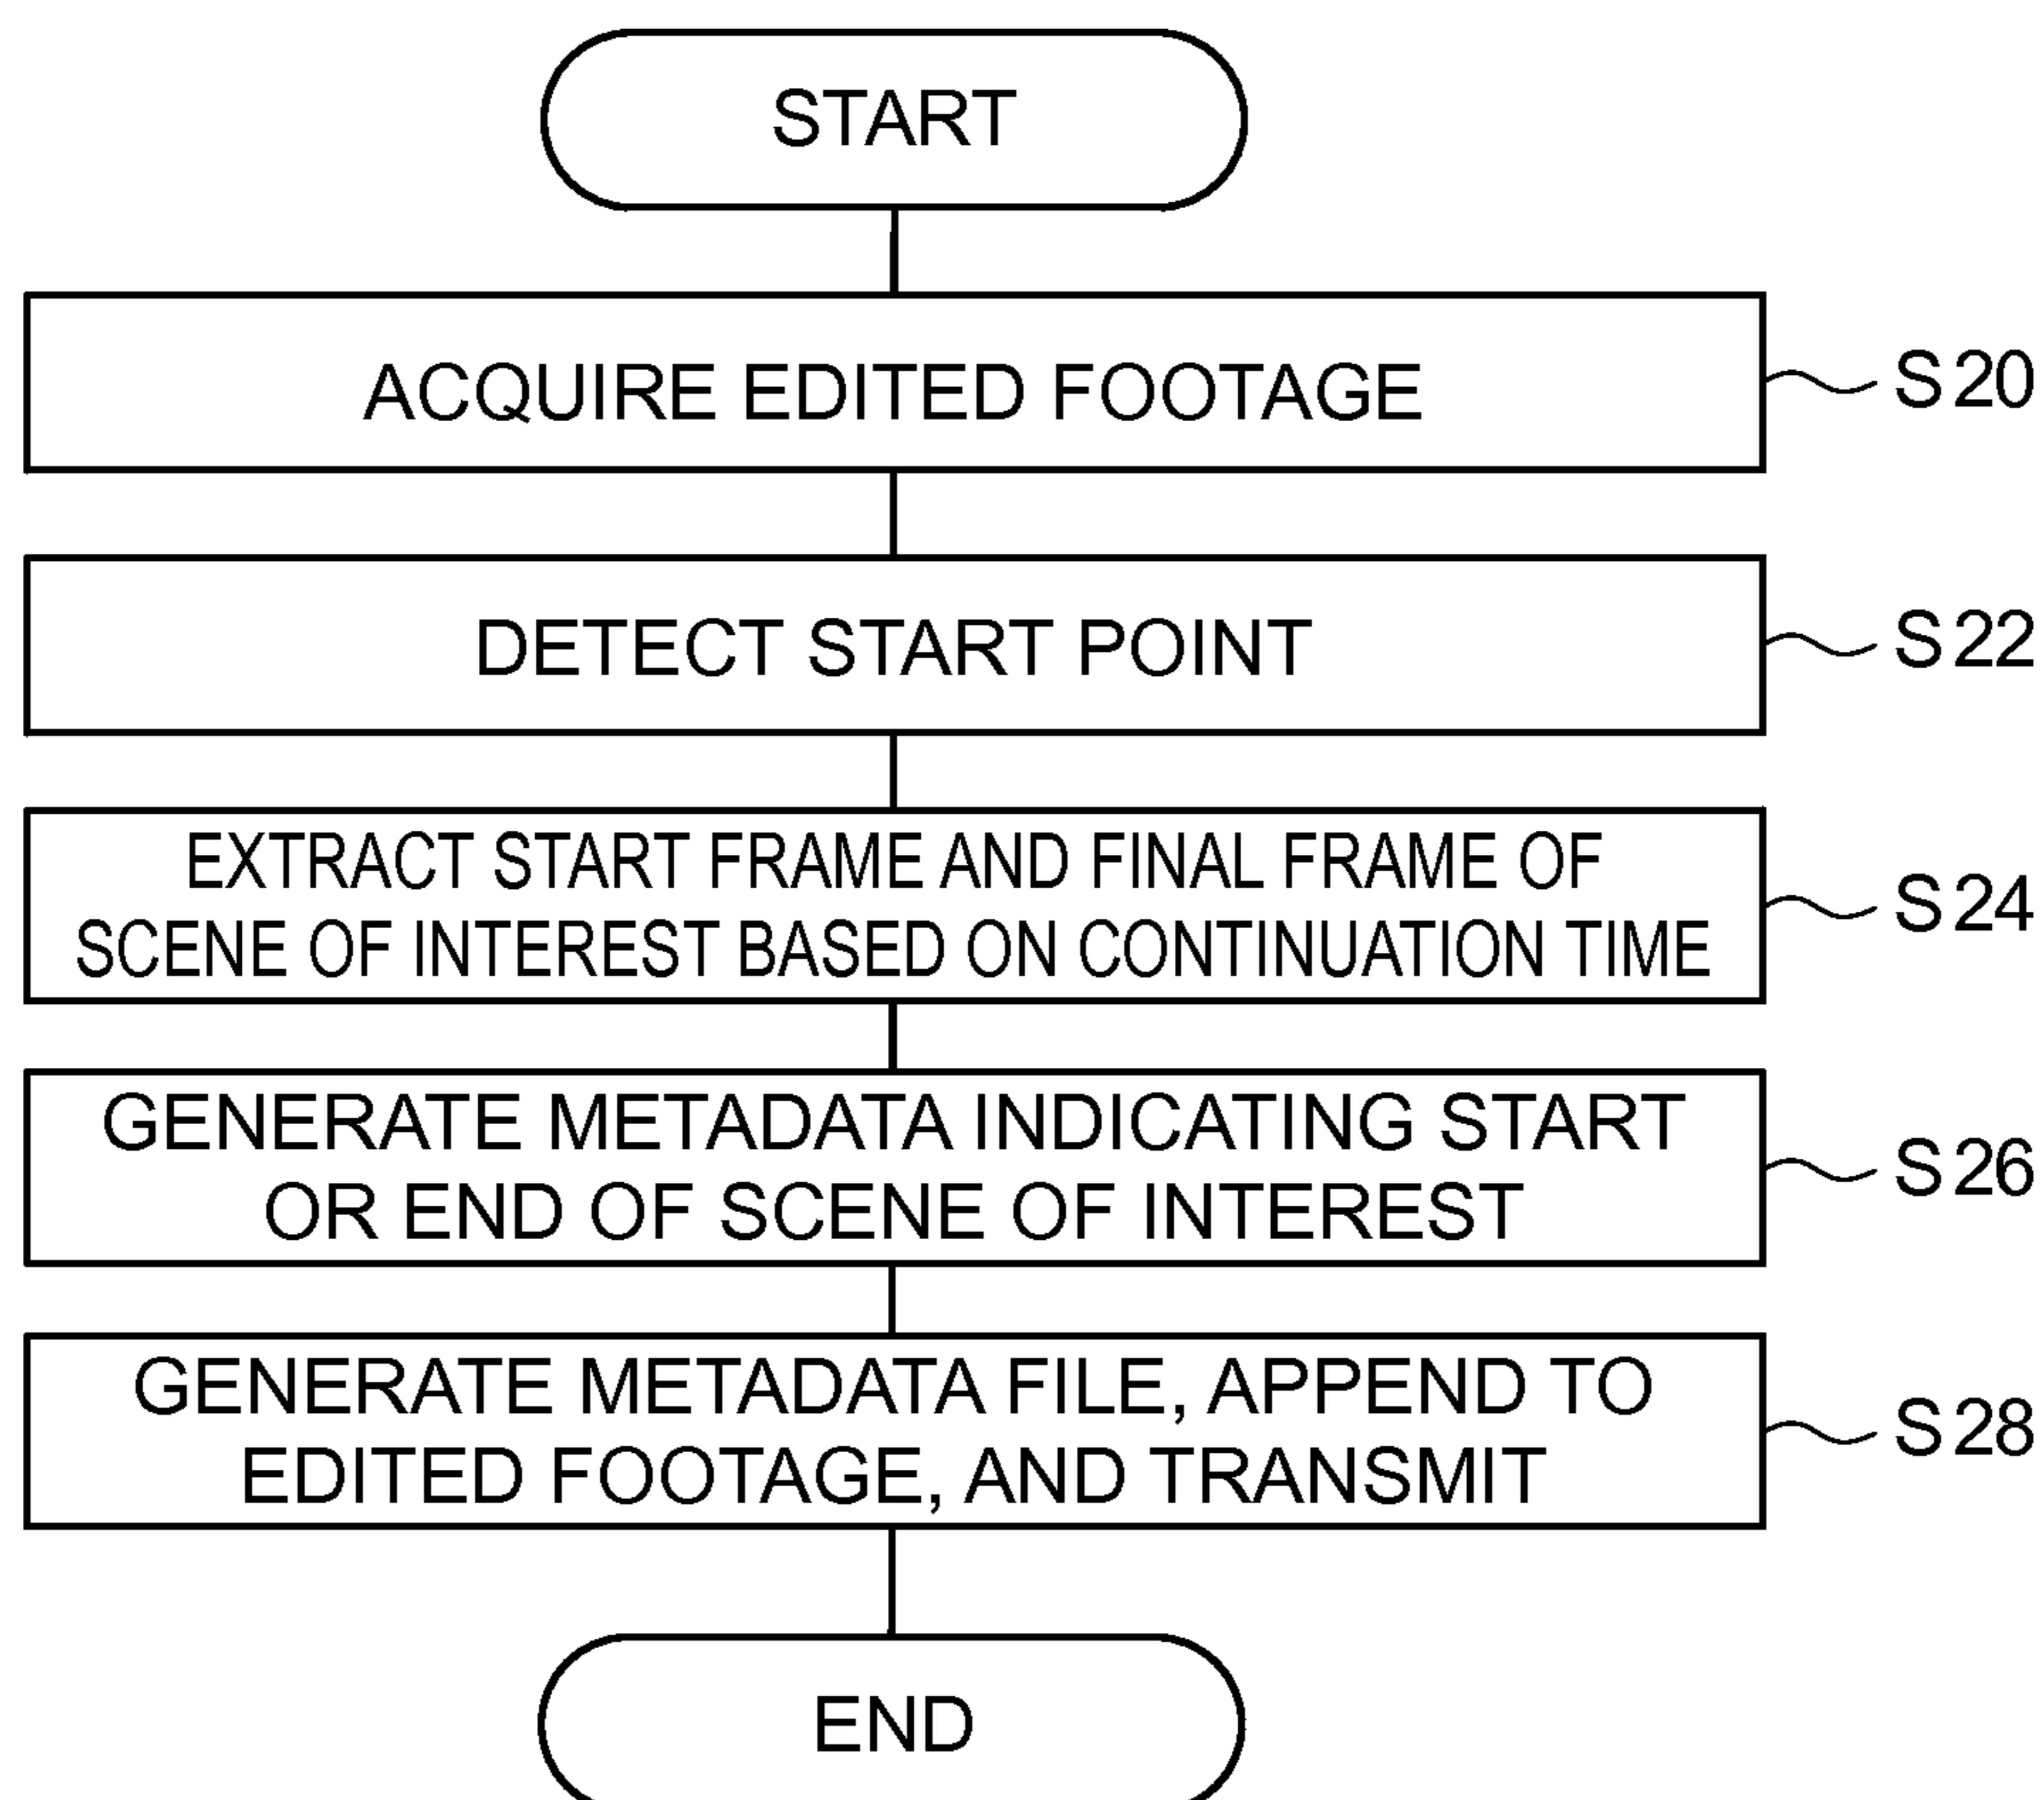 START
ACQUIRE EDITED FOOTAGE
S20
DETECT START POINT
S22
EXTRACT START FRAME AND FINAL FRAME OF
SCENE OF INTEREST BASED ON CONTINUATION TIME
S24
GENERATE METADATA INDICATING START
OR END OF SCENE OF INTEREST
S26
GENERATE METADATA FILE, APPEND TO
EDITED FOOTAGE, AND TRANSMIT
S28
END